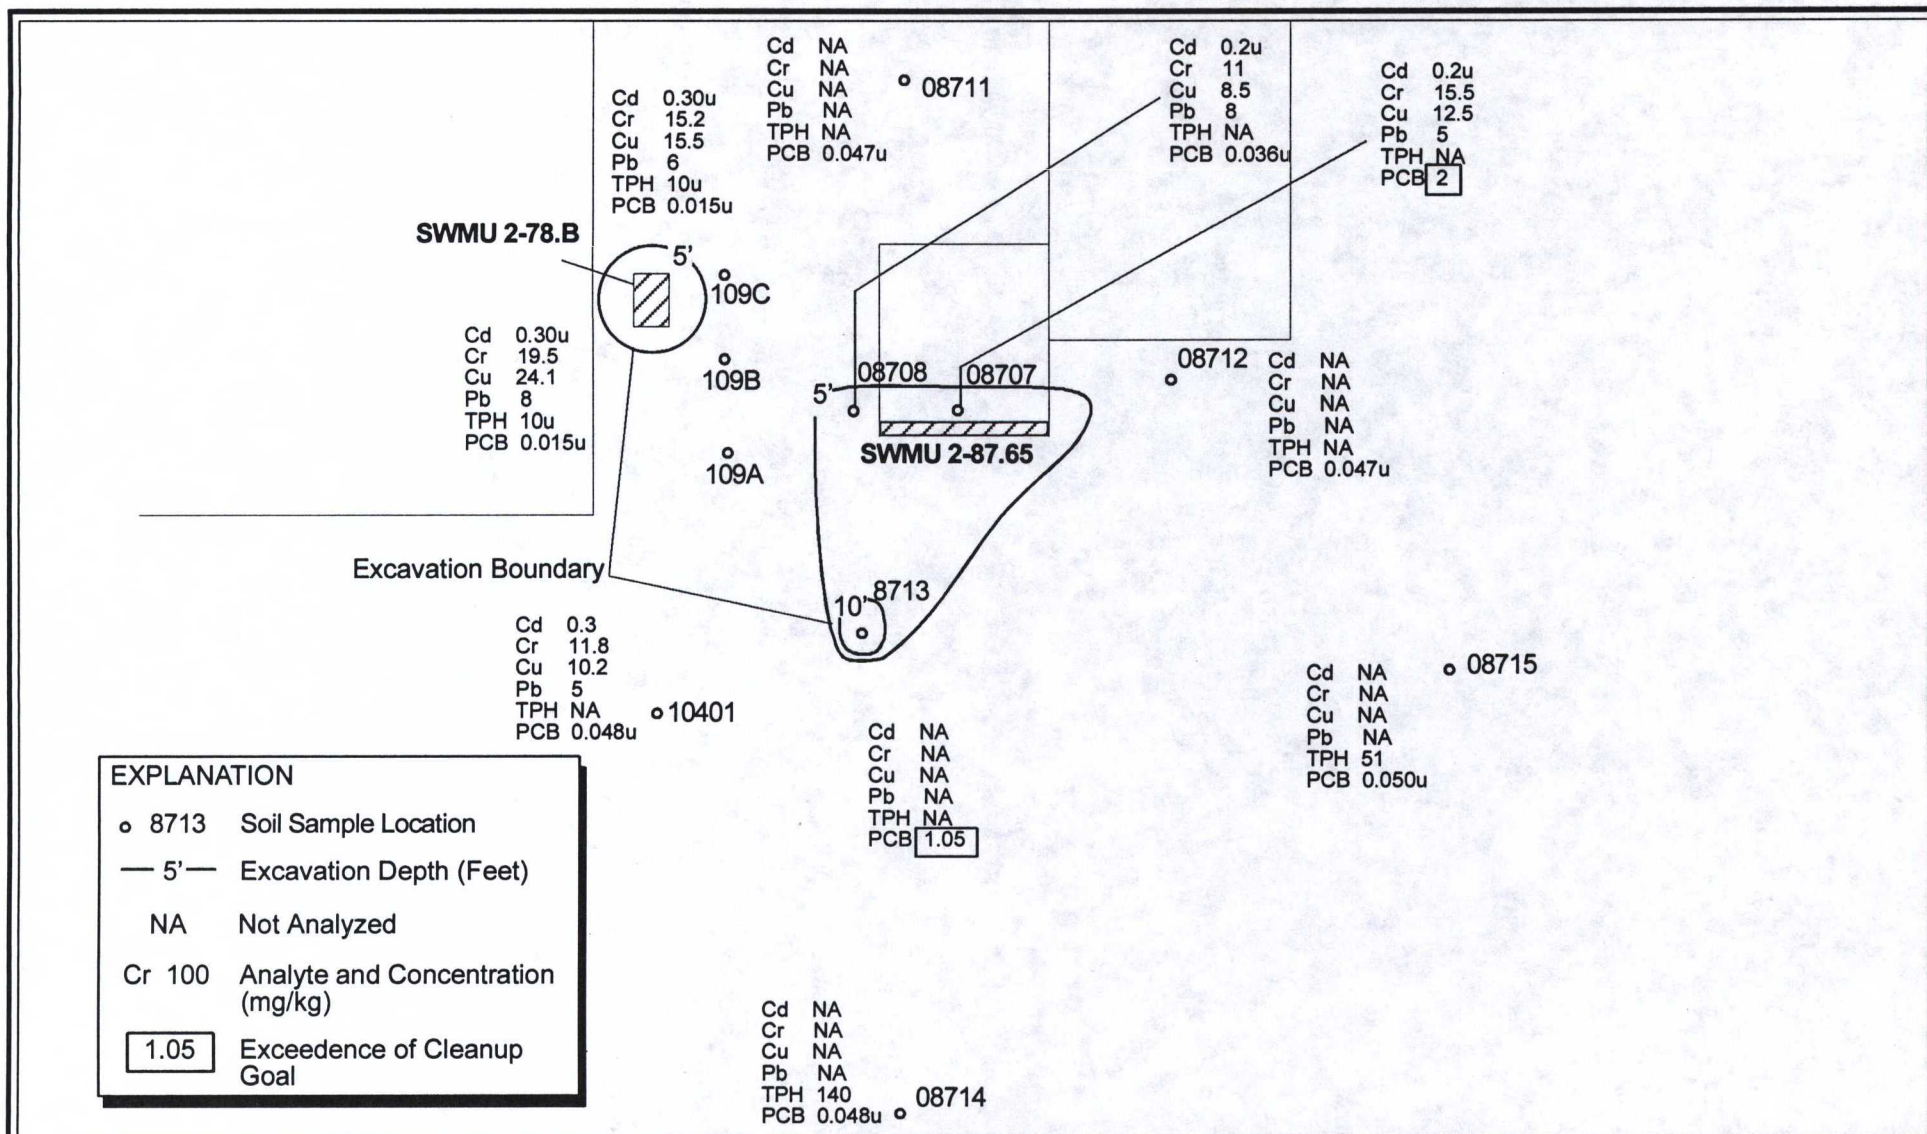 Cd NA
Cr NA
Cu NA
Pb NA
TPH NA
PCB 0.047u
08711
Cd 0.2u
Cr 11
Cu 8.5
Pb 8
TPH NA
PCB 0.036u
Cd 0.2u
Cr 15.5
Cu 12.5
Pb 5
TPH NA
PCB 2
Cd 0.30u
Cr 15.2
Cu 15.5
Pb 6
TPH 10u
PCB 0.015u
SWMU 2-78.B
5'
109C
Cd 0.30u
Cr 19.5
Cu 24.1
Pb 8
TPH 10u
PCB 0.015u
109B
109A
5'
08708
08707
SWMU 2-87.65
08712
Cd NA
Cr NA
Cu NA
Pb NA
TPH NA
PCB 0.047u
Excavation Boundary
10'
8713
Cd 0.3
Cr 11.8
Cu 10.2
Pb 5
TPH NA
PCB 0.048u
10401
Cd NA
Cr NA
Cu NA
Pb NA
TPH NA
PCB 1.05
Cd NA
Cr NA
Cu NA
Pb NA
TPH 51
PCB 0.050u
08715
EXPLANATION
8713 Soil Sample Location
5' Excavation Depth (Feet)
NA Not Analyzed
Cr 100 Analyte and Concentration
(mg/kg)
1.05 Exceedence of Cleanup
Goal
Cd NA
Cr NA
Cu NA
Pb NA
TPH 140
PCB 0.048u
08714